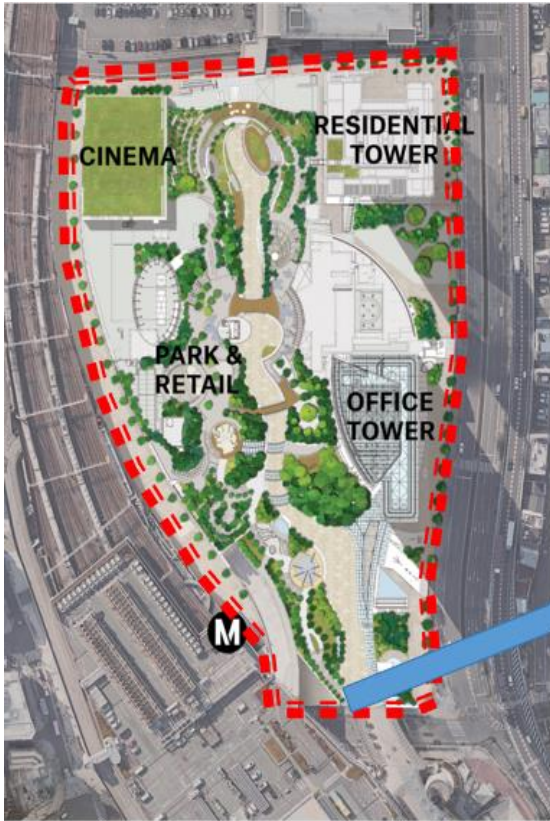 CINEMA
RESIDENTIAL
TOWER
PARK &
RETAIL
OFFICE
TOWER
M